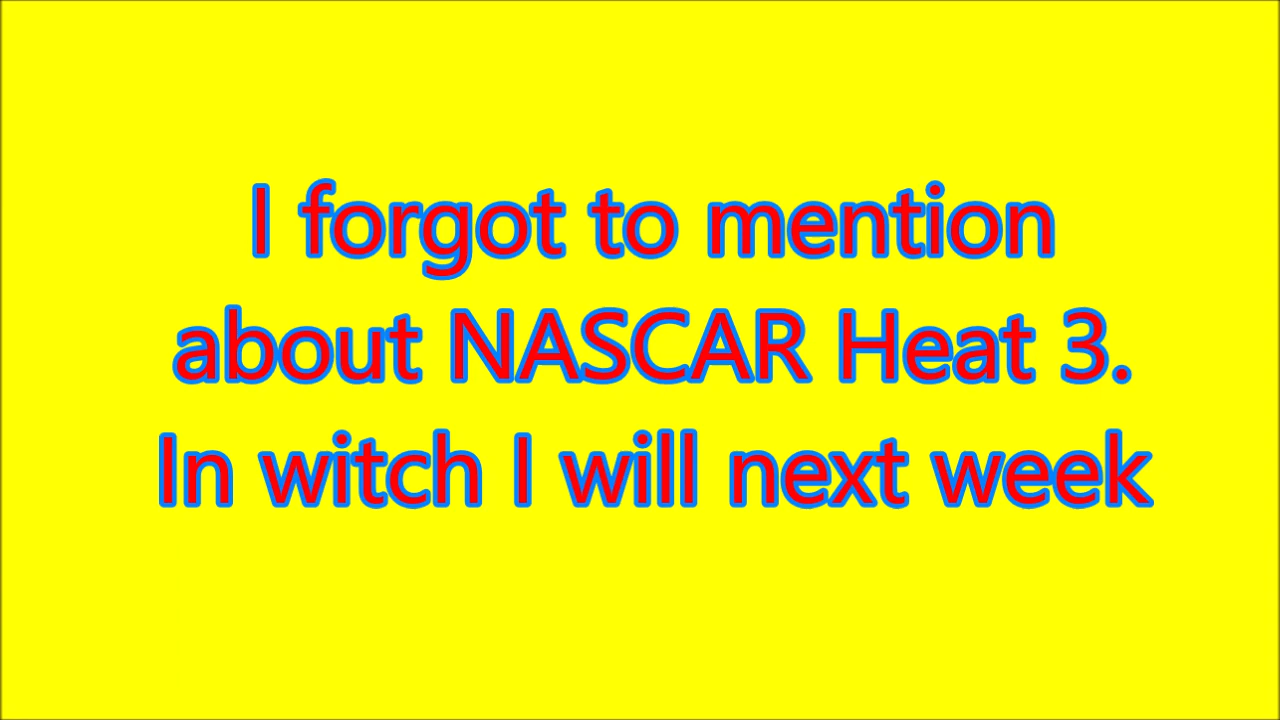 I forgot to mention
about NASCAR Heat 3.
In witch I will next week